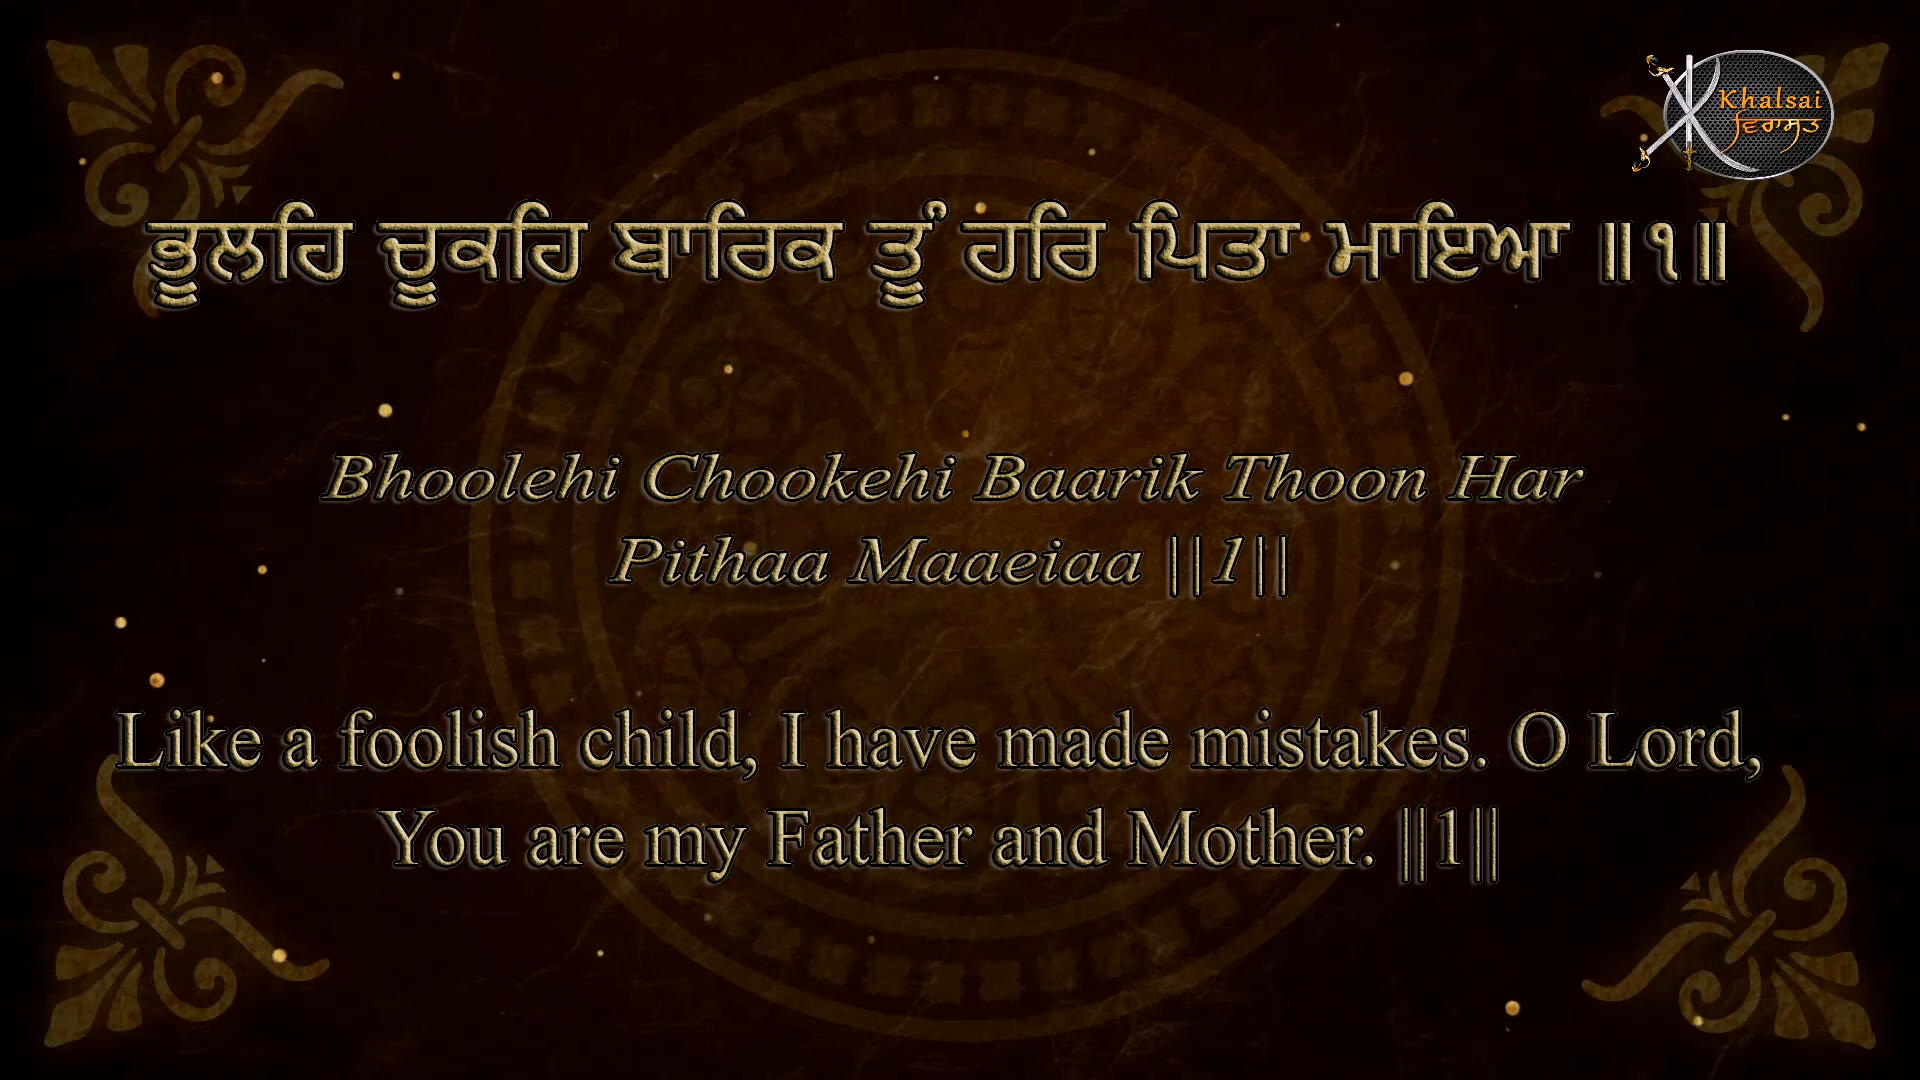 Khalsai
ਵਿਰਾਸਤ
ਭੂਲਹਿ ਚੂਕਹਿ ਬਾਰਿਕ ਤੂੰ ਹਰਿ ਪਿਤਾ ਮਾਇਆ ॥੧॥
Bhoolehi Chookehi Baarik Thoon Har
Pithaa Maaeiaa ||1||
Like a foolish child, I have made mistakes. O Lord,
You are my Father and Mother. ||1||